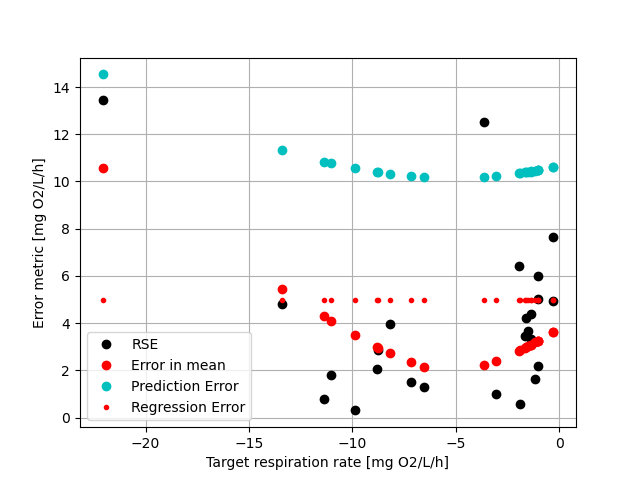 14
12
10
8
6
4
2
0
Error metric [mg O2/L/h]
RSE
Error in mean
Prediction Error
Regression Error
−20
−15
−10
−5
0
Target respiration rate [mg O2/L/h]